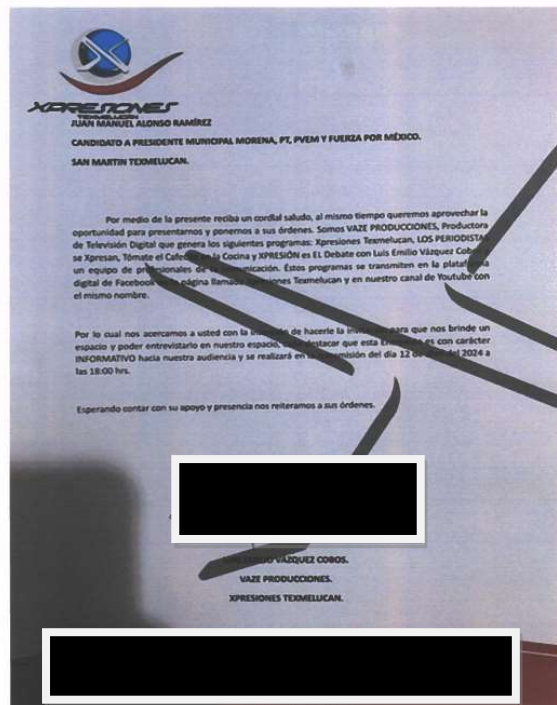 XPRESIONES
TEXMELUCAN
JUAN MANUEL ALONSO RAMÍREZ
CANDIDATO A PRESIDENTE MUNICIPAL MORENA, PT, PVEM Y FUERZA POR MÉXICO.
SAN MARTIN TEXMELUCAN.
Por medio de la presente reciba un cordial saludo, al mismo tiempo queremos aprovechar la
oportunidad para presentarnos y ponernos a sus órdenes. Somos VAZE PRODUCCIONES, Productora
de Televisión Digital que genera los siguientes programas: Xpresiones Texmelucan, LOS PERIODISTAS
se Xpresan, Tómate el Café en la Cocina y XPRESIÓN es EL Debate con Luis Emilio Vázquez Cobos
un equipo de profesionales de la comunicación. Éstos programas se transmiten en la plataforma
digital de Facebook en la página llamada Xpresiones Texmelucan y en nuestro canal de Youtube con
el mismo nombre.
Por lo cual nos acercamos a usted con la de hacerle la invitación para que nos brinde un
espacio y poder entrevistarlo en nuestro espacio, destacar que esta es con carácter
INFORMATIVO hacia nuestra audiencia y se realizará en la transmisión del día 12 de del 2024 a
las 18:00 hrs.
Esperando contar con su apoyo y presencia nos reiteramos a sus órdenes.
VÁZQUEZ COBOS.
VAZE PRODUCCIONES.
XPRESIONES TEXMELUCAN.